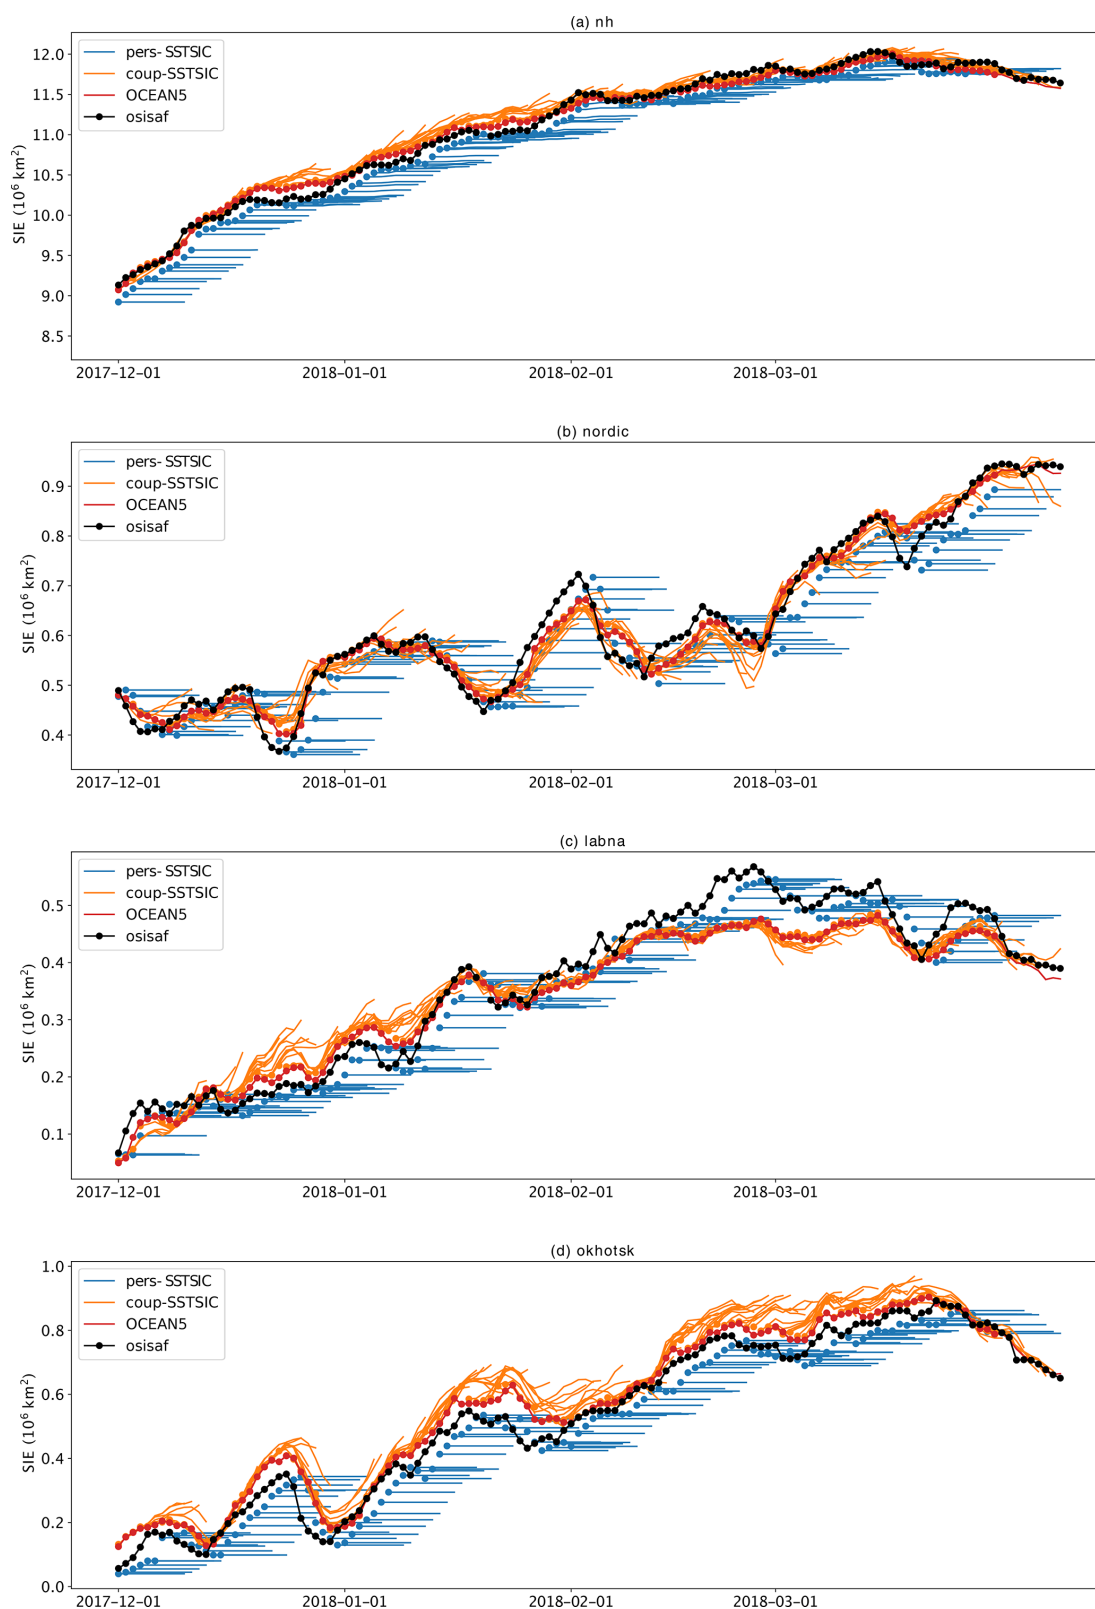 (a) nh
pers-SSTSIC
coup-SSTSIC
OCEAN5
osisaf
SIE (10⁶ km²)
12.0
11.5
11.0
10.5
10.0
9.5
9.0
8.5
2017-12-01
2018-01-01
2018-02-01
2018-03-01
(b) nordic
pers-SSTSIC
coup-SSTSIC
OCEAN5
osisaf
SIE (10⁶ km²)
0.9
0.8
0.7
0.6
0.5
0.4
2017-12-01
2018-01-01
2018-02-01
2018-03-01
(c) labna
pers-SSTSIC
coup-SSTSIC
OCEAN5
osisaf
SIE (10⁶ km²)
0.5
0.4
0.3
0.2
0.1
2017-12-01
2018-01-01
2018-02-01
2018-03-01
(d) okhotsk
pers-SSTSIC
coup-SSTSIC
OCEAN5
osisaf
SIE (10⁶ km²)
1.0
0.8
0.6
0.4
0.2
0.0
2017-12-01
2018-01-01
2018-02-01
2018-03-01